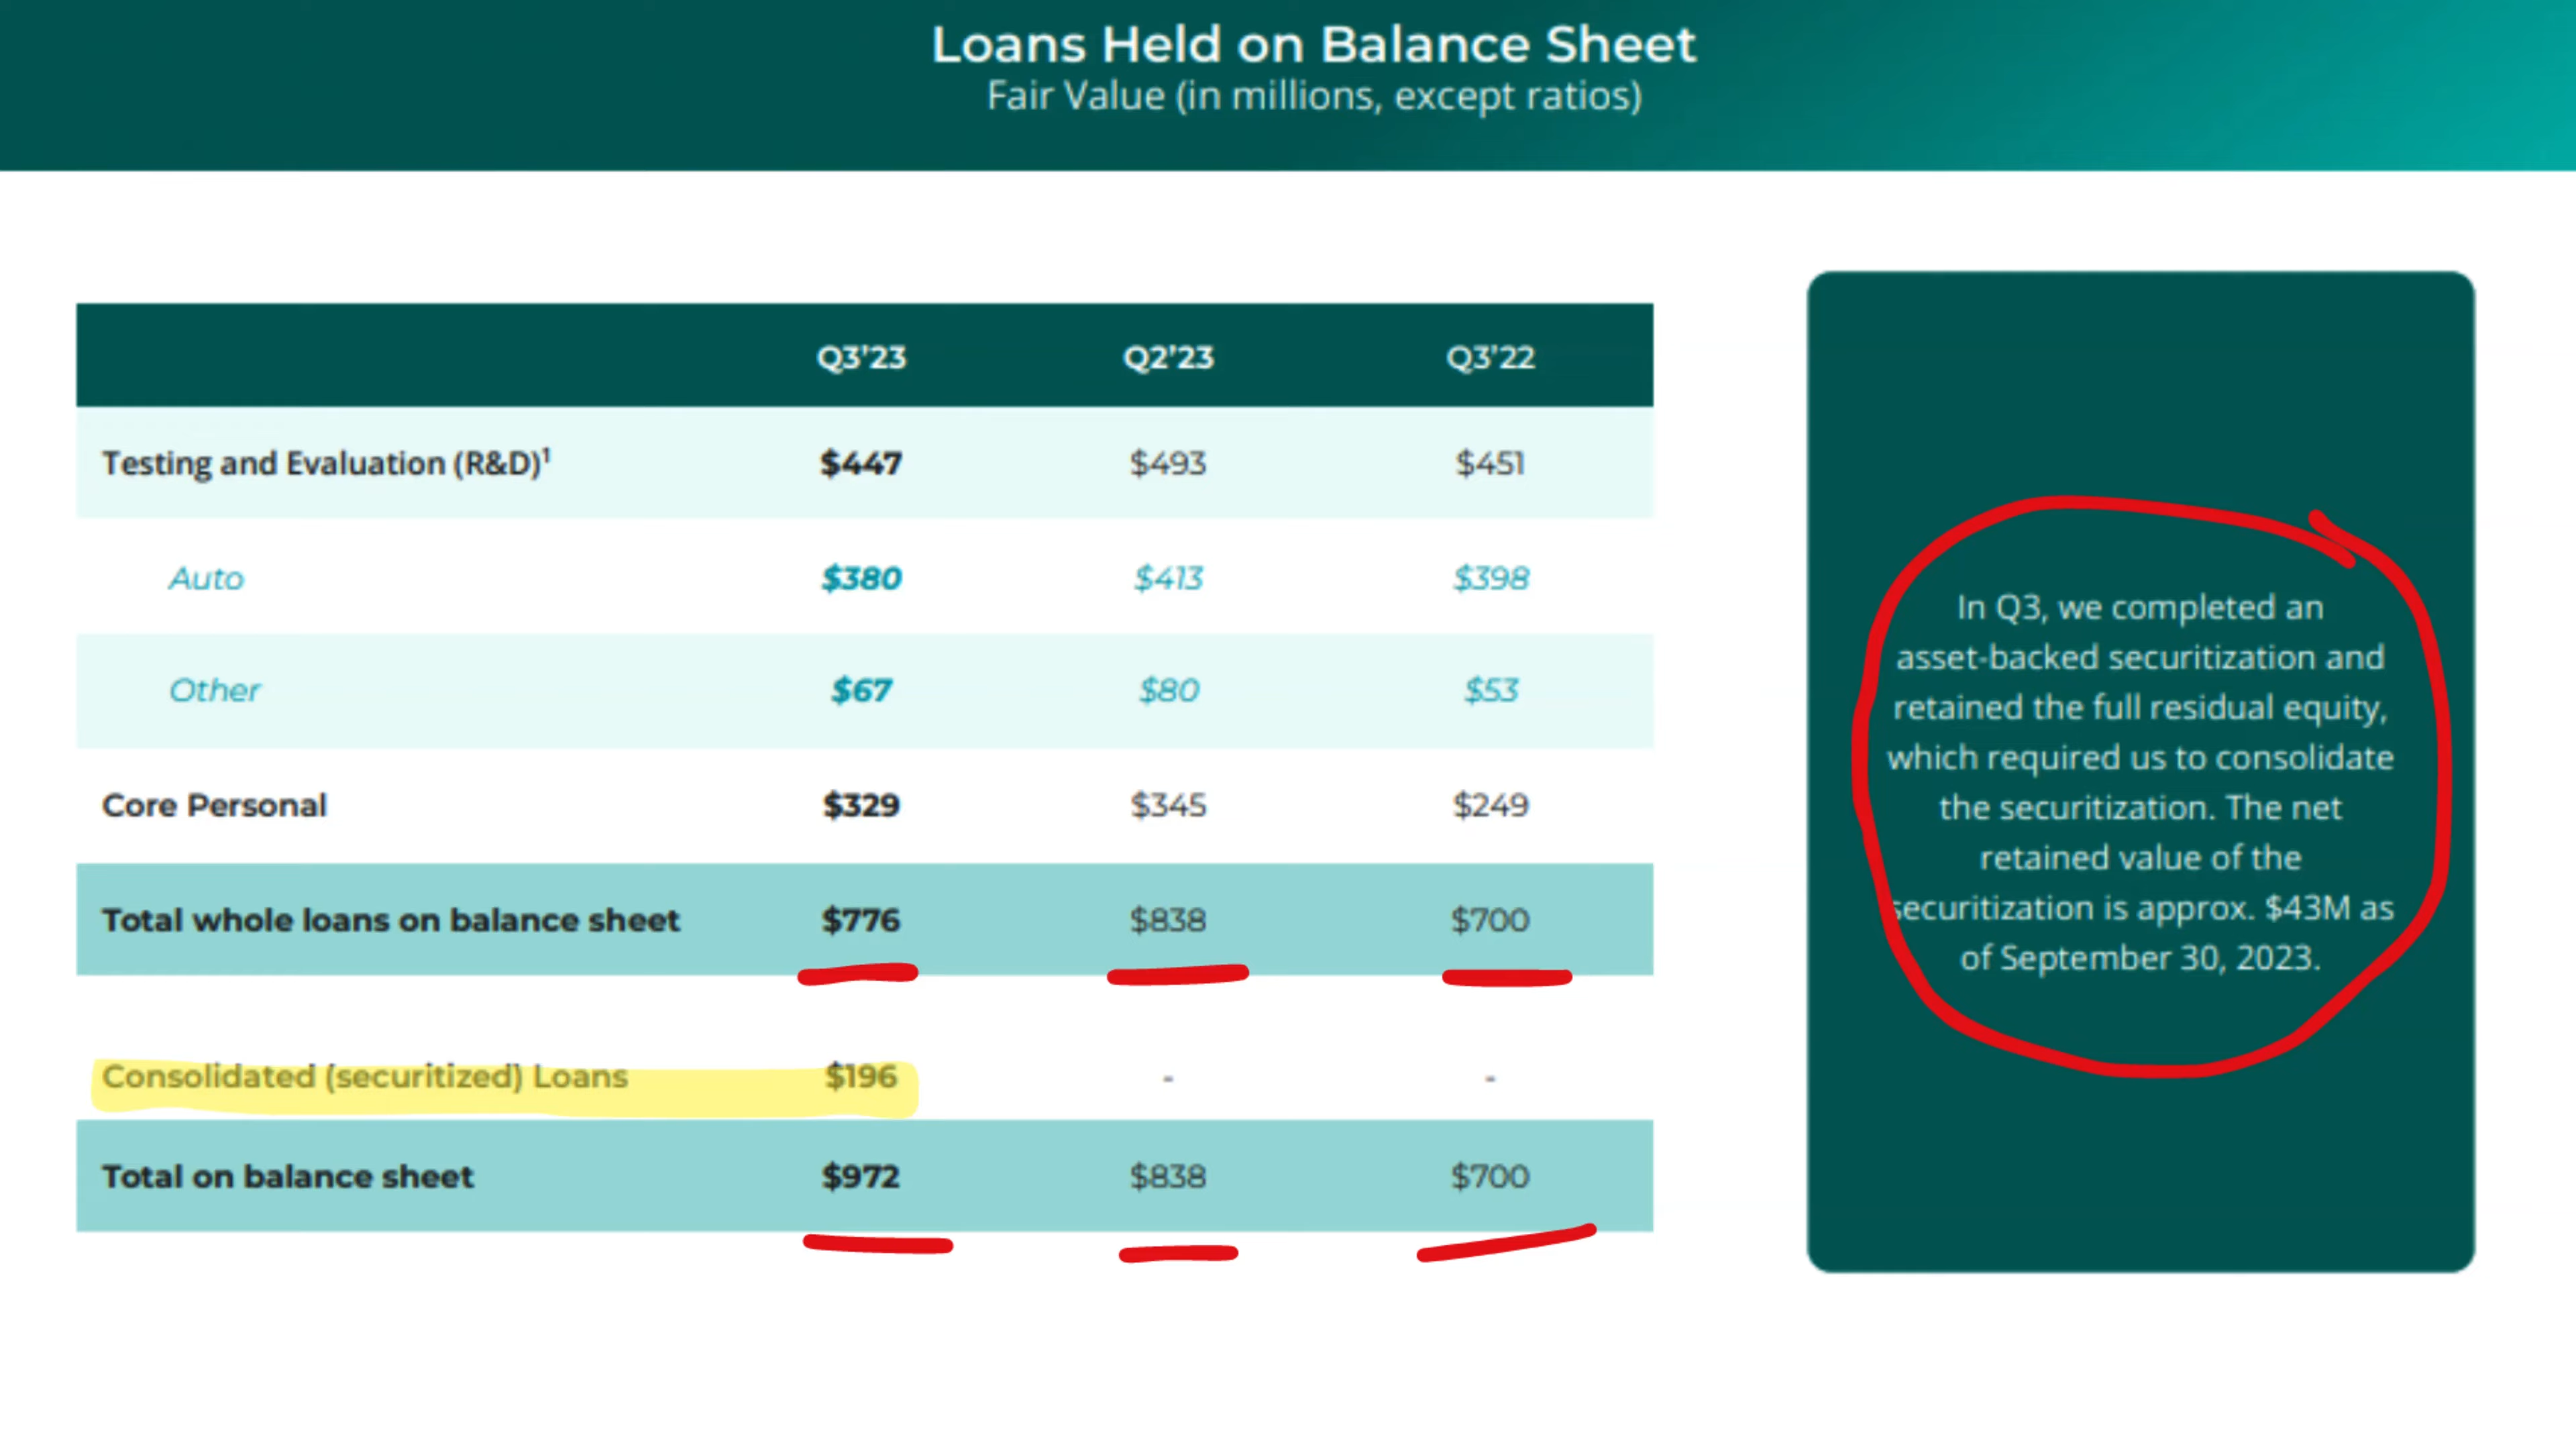 Loans Held on Balance Sheet
Fair Value (in millions, except ratios)
Q3’23 Q2’23 Q3’22
Testing and Evaluation (R&D)¹ $447 $493 $451
Auto $380 $413 $398
Other $67 $80 $53
Core Personal $329 $345 $249
Total whole loans on balance sheet $776 $838 $700
Consolidated (securitized) Loans $196 - -
Total on balance sheet $972 $838 $700
In Q3, we completed an
asset-backed securitization and
retained the full residual equity,
which required us to consolidate
the securitization. The net
retained value of the
securitization is approx. $43M as
of September 30, 2023.